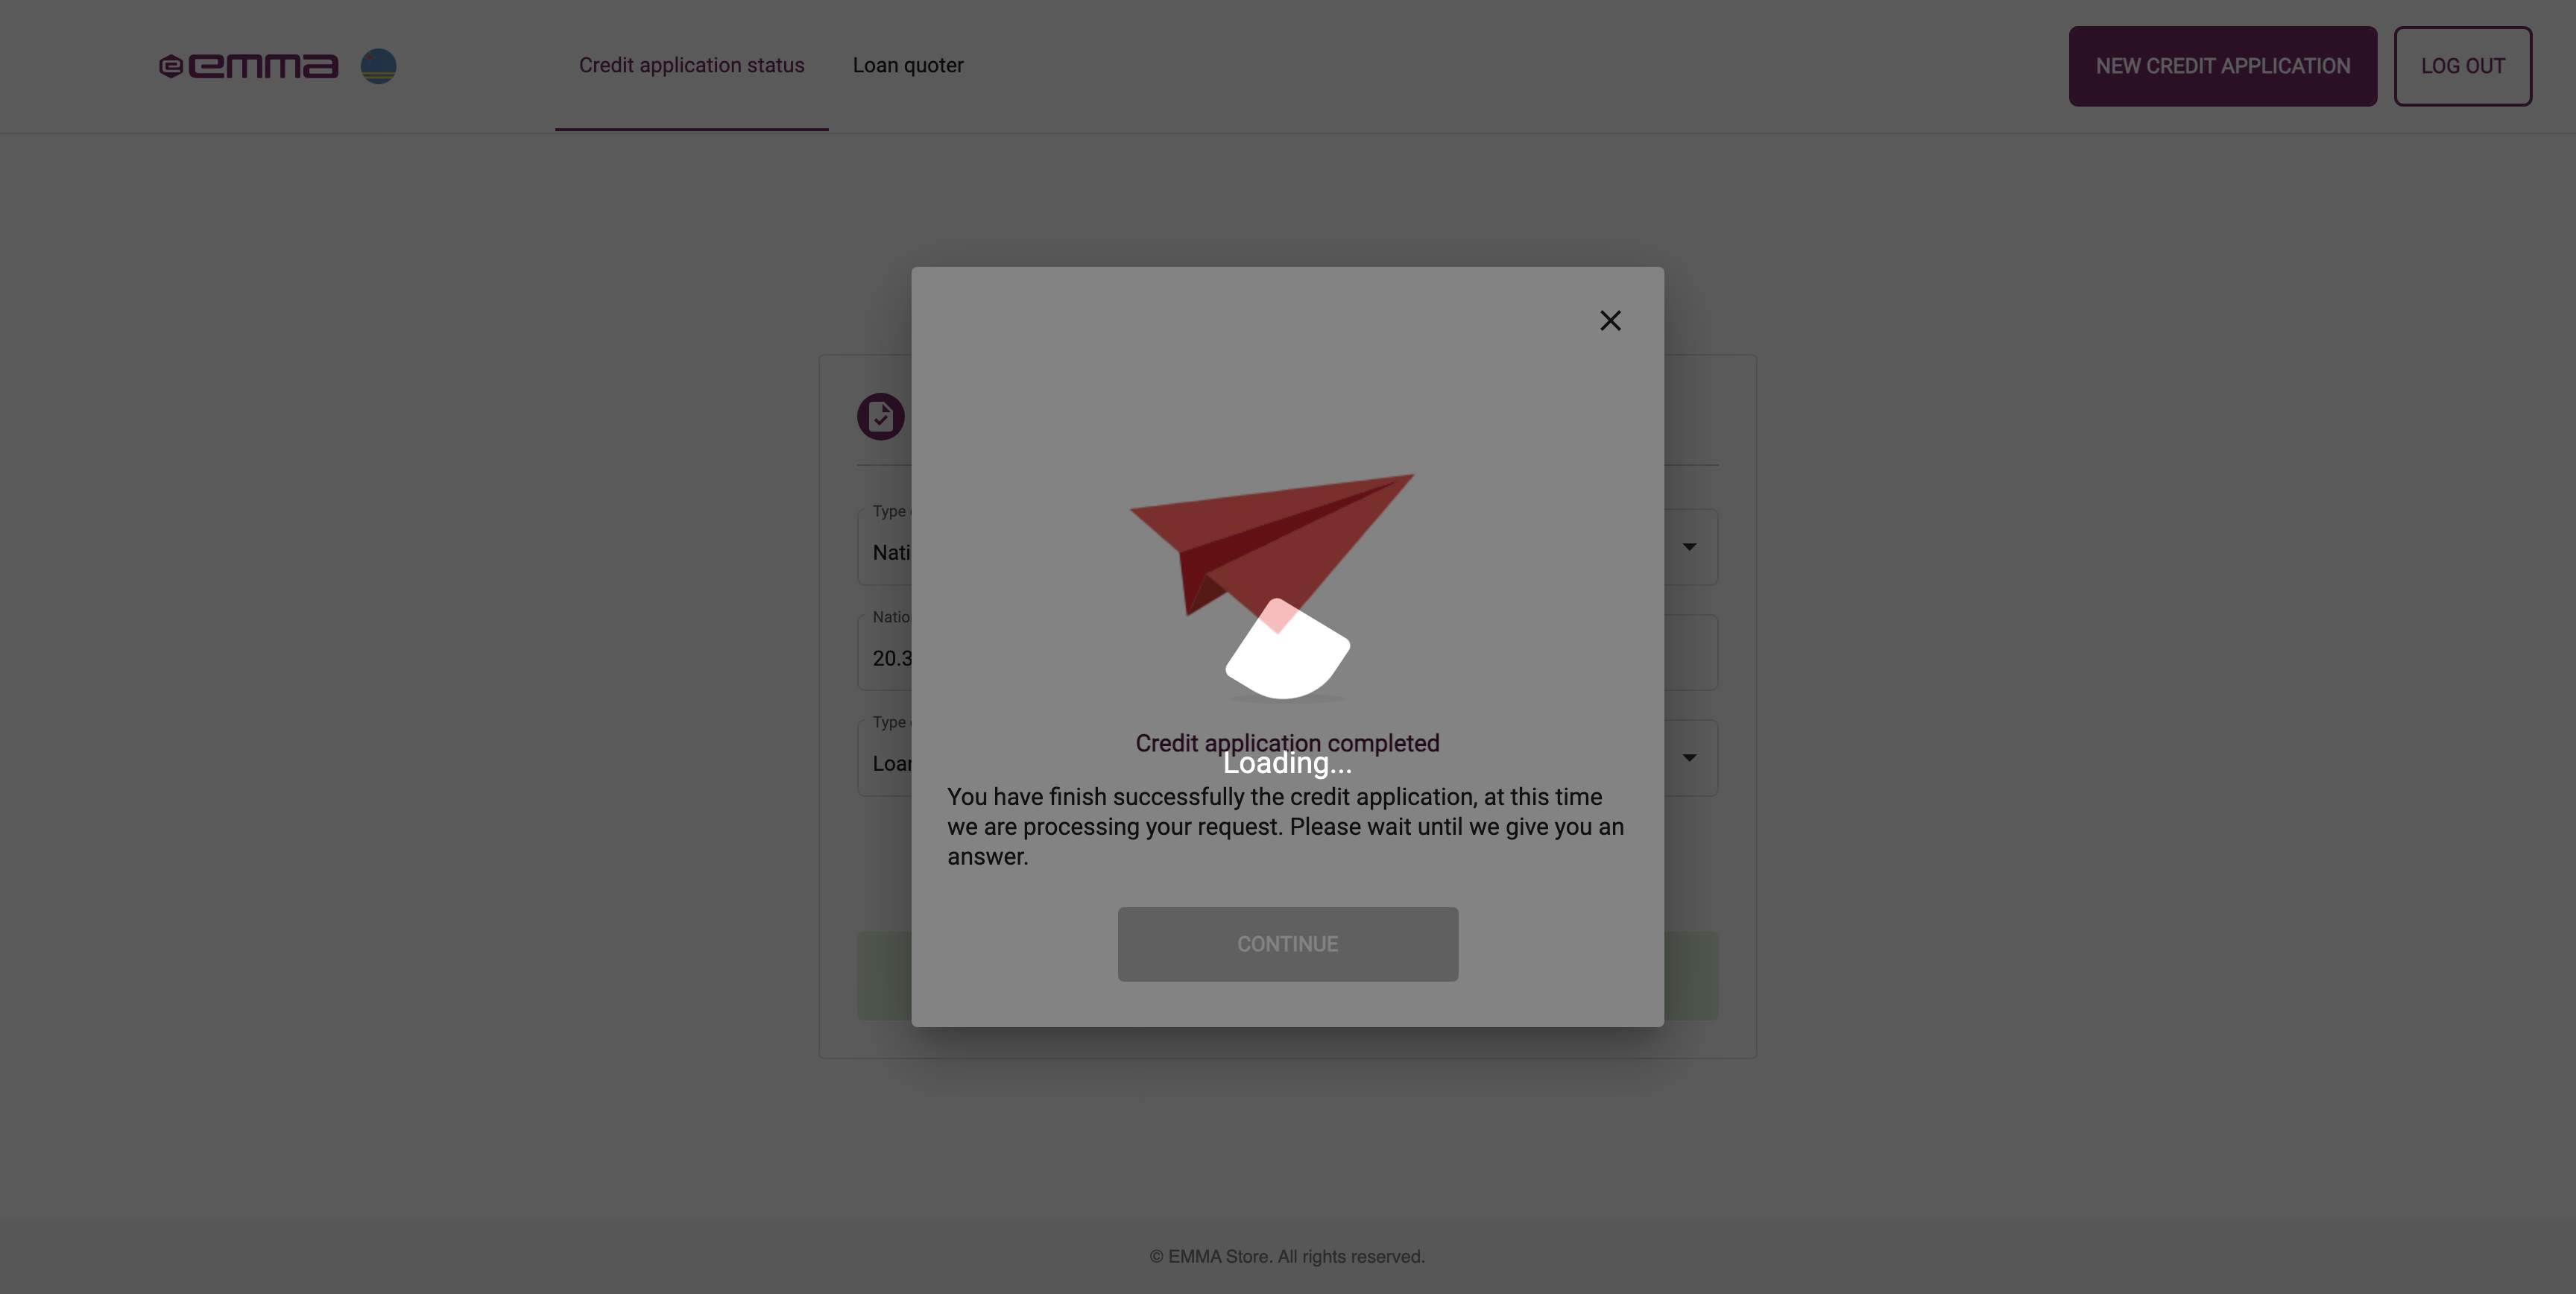 emma
Credit application status
Loan quoter
NEW CREDIT APPLICATION
LOG OUT
Type
Nati
Natio
20.3
Type
Loan
Credit application completed
Loading...
You have finish successfully the credit application, at this time
we are processing your request. Please wait until we give you an
answer.
CONTINUE
© EMMA Store. All rights reserved.